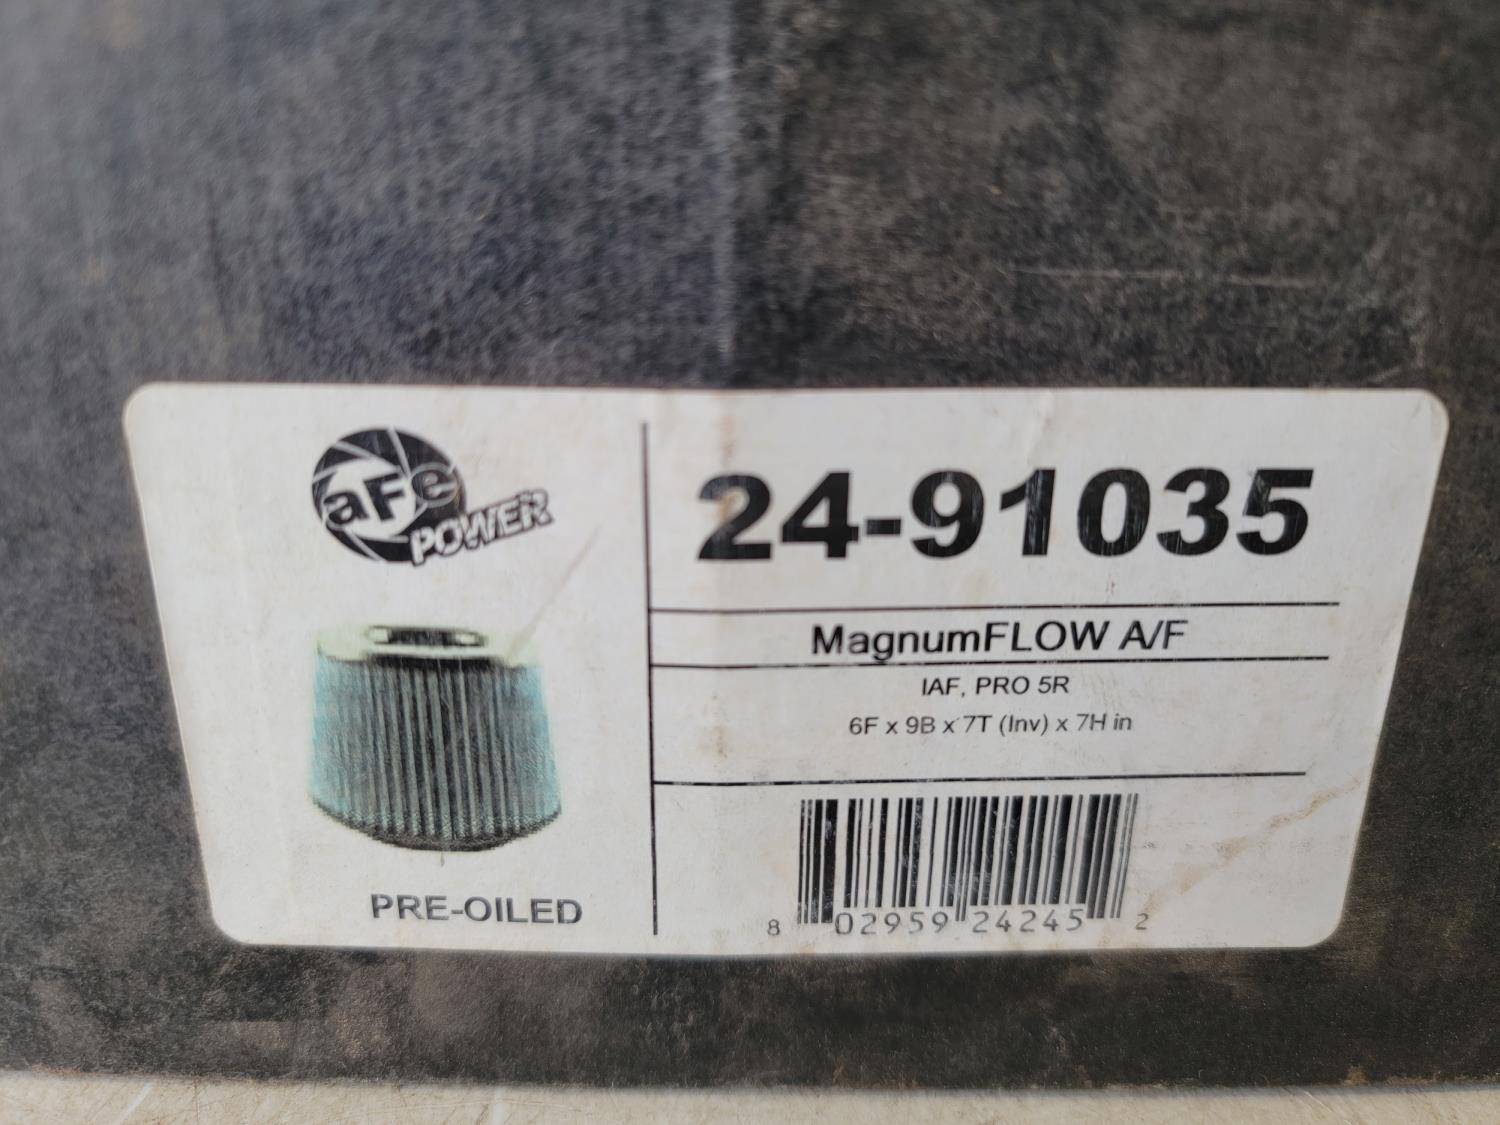 aFe
POWER
PRE-OILED
24-91035
MagnumFLOW A/F
IAF, PRO 5R
6F x 9B x 7T (Inv) x 7H in
8 02959 24245 2